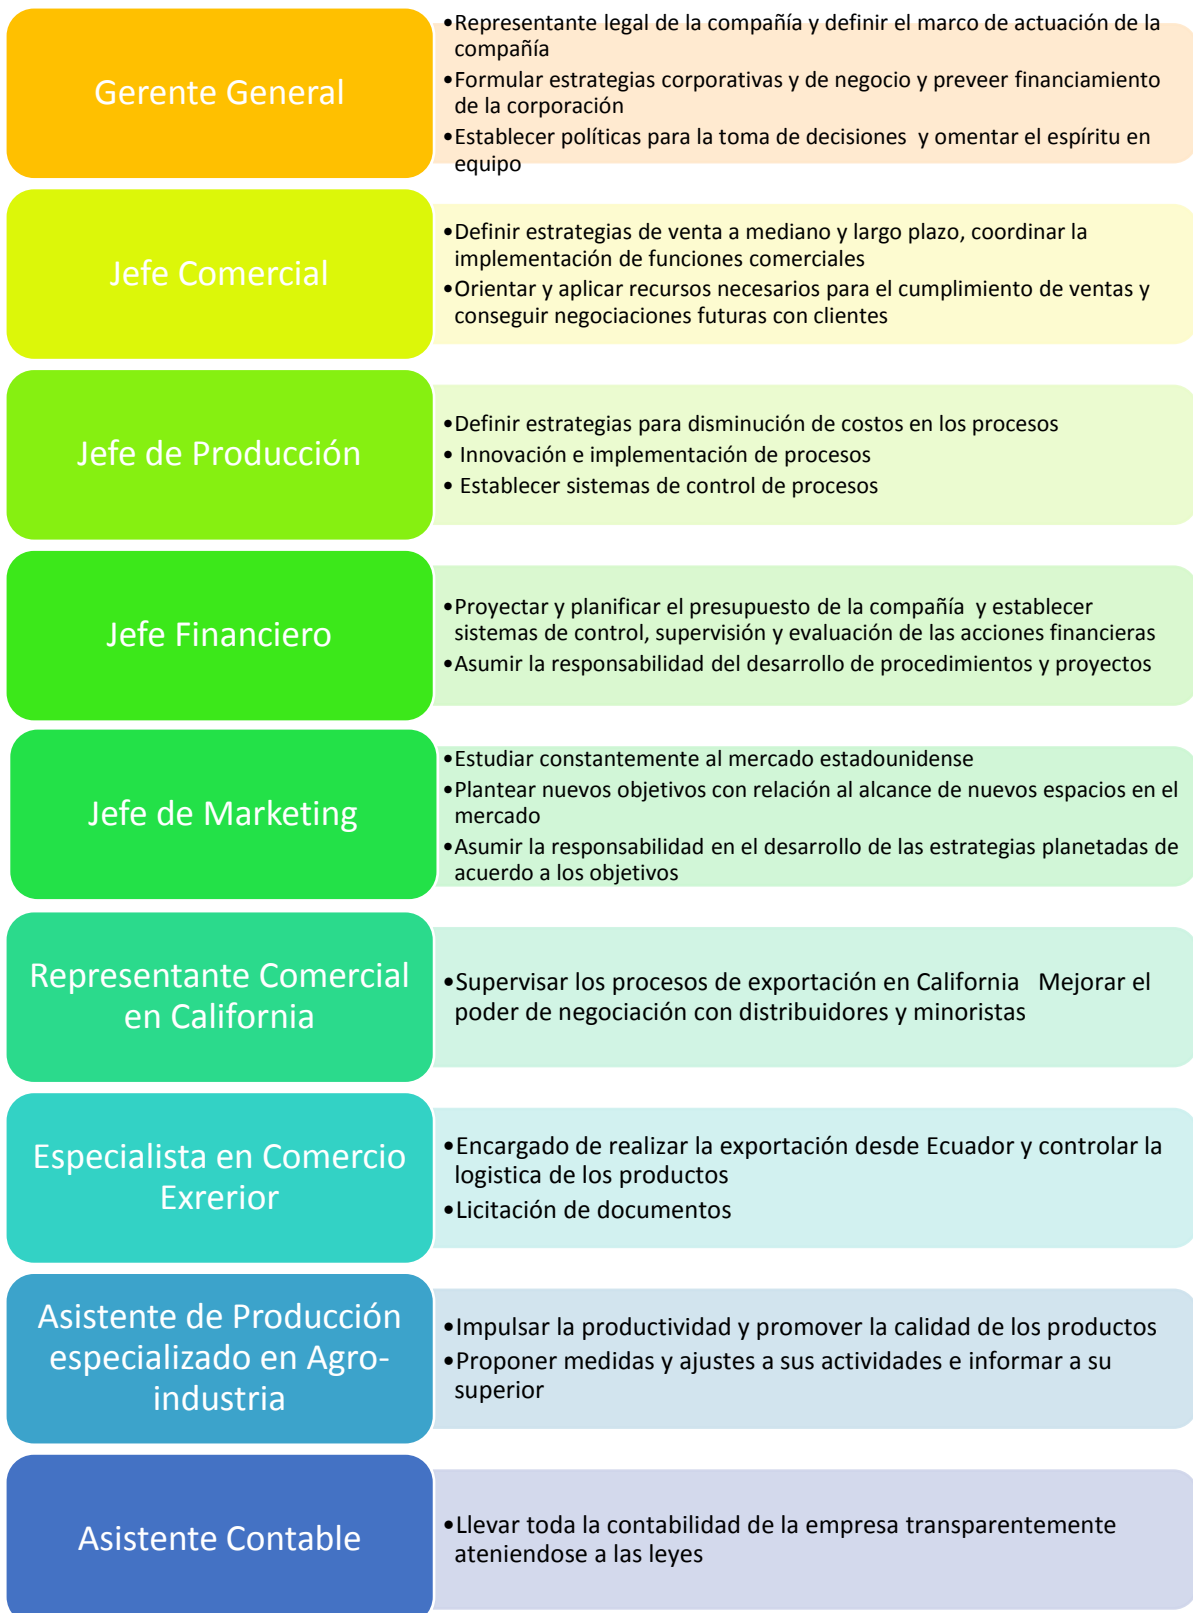 Gerente General
•Representante legal de la compañía y definir el marco de actuación de la
compañía
•Formular estrategias corporativas y de negocio y preveer financiamiento
de la corporación
•Establecer políticas para la toma de decisiones y omentar el espíritu en
equipo
Jefe Comercial
•Definir estrategias de venta a mediano y largo plazo, coordinar la
implementación de funciones comerciales
•Orientar y aplicar recursos necesarios para el cumplimiento de ventas y
conseguir negociaciones futuras con clientes
Jefe de Producción
•Definir estrategias para disminución de costos en los procesos
• Innovación e implementación de procesos
• Establecer sistemas de control de procesos
Jefe Financiero
•Proyectar y planificar el presupuesto de la compañía y establecer
sistemas de control, supervisión y evaluación de las acciones financieras
•Asumir la responsabilidad del desarrollo de procedimientos y proyectos
Jefe de Marketing
•Estudiar constantemente al mercado estadounidense
•Plantear nuevos objetivos con relación al alcance de nuevos espacios en el
mercado
•Asumir la responsabilidad en el desarrollo de las estrategias planetadas de
acuerdo a los objetivos
Representante Comercial
en California
•Supervisar los procesos de exportación en California Mejorar el
poder de negociación con distribuidores y minoristas
Especialista en Comercio
Exrerior
•Encargado de realizar la exportación desde Ecuador y controlar la
logistica de los productos
•Licitación de documentos
Asistente de Producción
especializado en Agro-
industria
•Impulsar la productividad y promover la calidad de los productos
•Proponer medidas y ajustes a sus actividades e informar a su
superior
Asistente Contable
•Llevar toda la contabilidad de la empresa transparentemente
ateniendose a las leyes